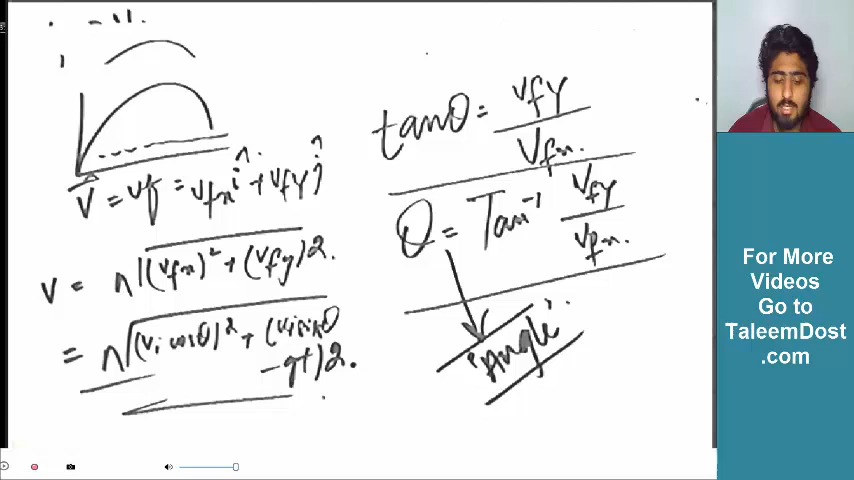 V = vf = vfx î + vfy ĵ
V = √(vfx)² + (vfy)2.
= √(vi cosθ)² + (vi sinθ
- gt)2.
tanθ = vfy / vfx.
θ = Tan⁻¹ vfy / vfx.
'Angle'.
For More
Videos
Go to
TaleemDost
.com